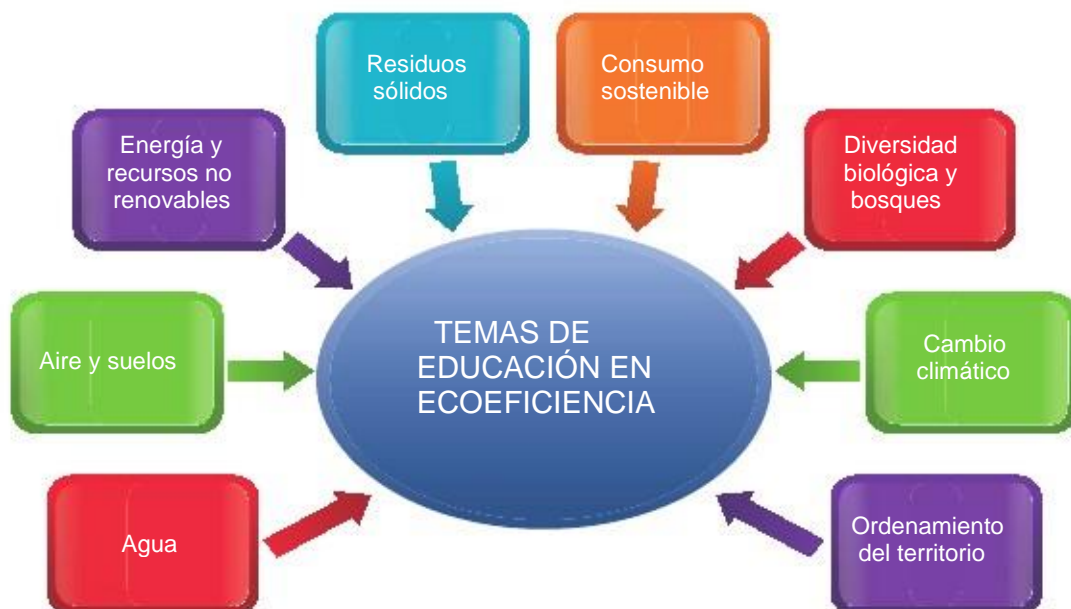 Residuos
sólidos
Consumo
sostenible
Energía y
recursos no
renovables
Diversidad
biológica y
bosques
Aire y suelos
TEMAS DE
EDUCACIÓN EN
ECOEFICIENCIA
Cambio
climático
Agua
Ordenamiento
del territorio